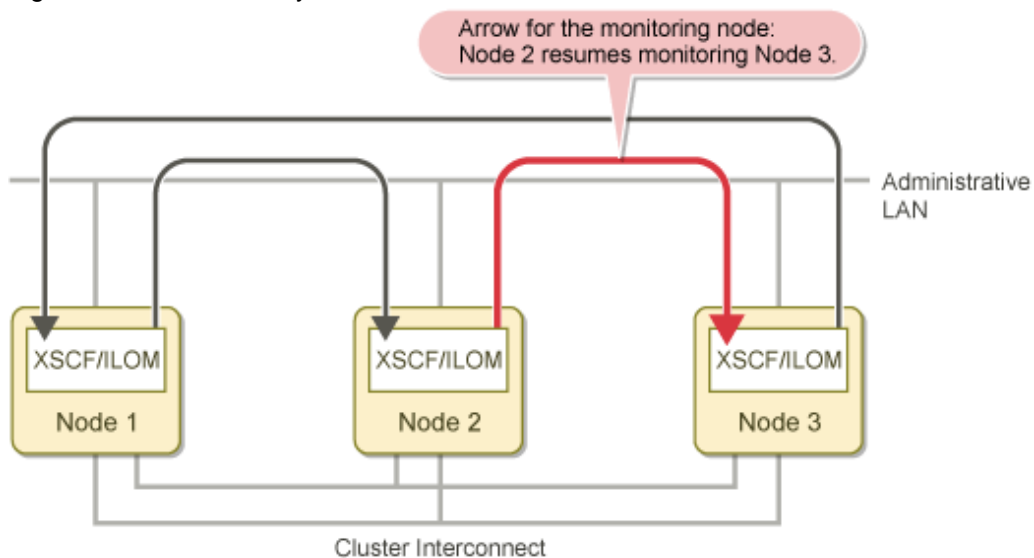 Arrow for the monitoring node:
Node 2 resumes monitoring Node 3.
Administrative
LAN
XSCF/ILOM
XSCF/ILOM
XSCF/ILOM
Node 1
Node 2
Node 3
Cluster Interconnect